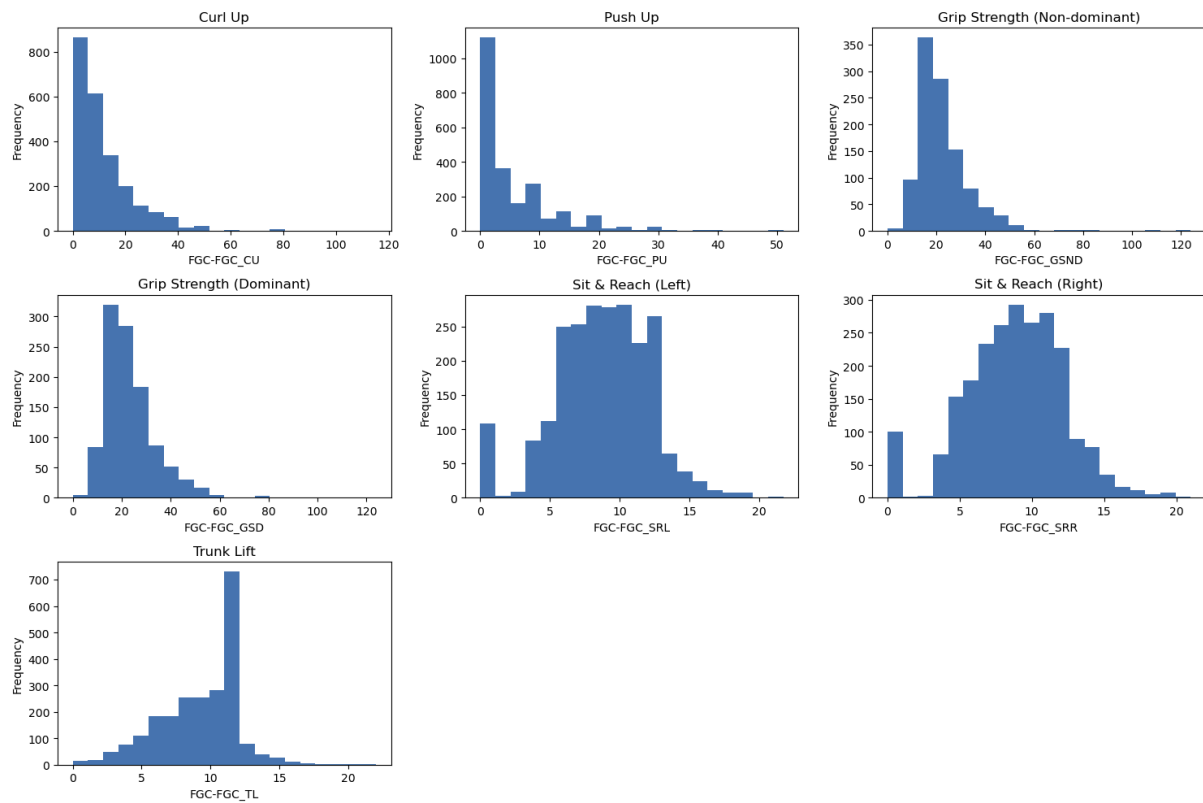 Curl Up
Frequency
800
600
400
200
0
0 20 40 60 80 100 120
FGC-FGC_CU
Push Up
Frequency
1000
800
600
400
200
0
0 10 20 30 40 50
FGC-FGC_PU
Grip Strength (Non-dominant)
Frequency
350
300
250
200
150
100
50
0
0 20 40 60 80 100 120
FGC-FGC_GSND
Grip Strength (Dominant)
Frequency
300
250
200
150
100
50
0
0 20 40 60 80 100 120
FGC-FGC_GSD
Sit & Reach (Left)
Frequency
250
200
150
100
50
0
0 5 10 15 20
FGC-FGC_SRL
Sit & Reach (Right)
Frequency
300
250
200
150
100
50
0
0 5 10 15 20
FGC-FGC_SRR
Trunk Lift
Frequency
700
600
500
400
300
200
100
0
0 5 10 15 20
FGC-FGC_TL